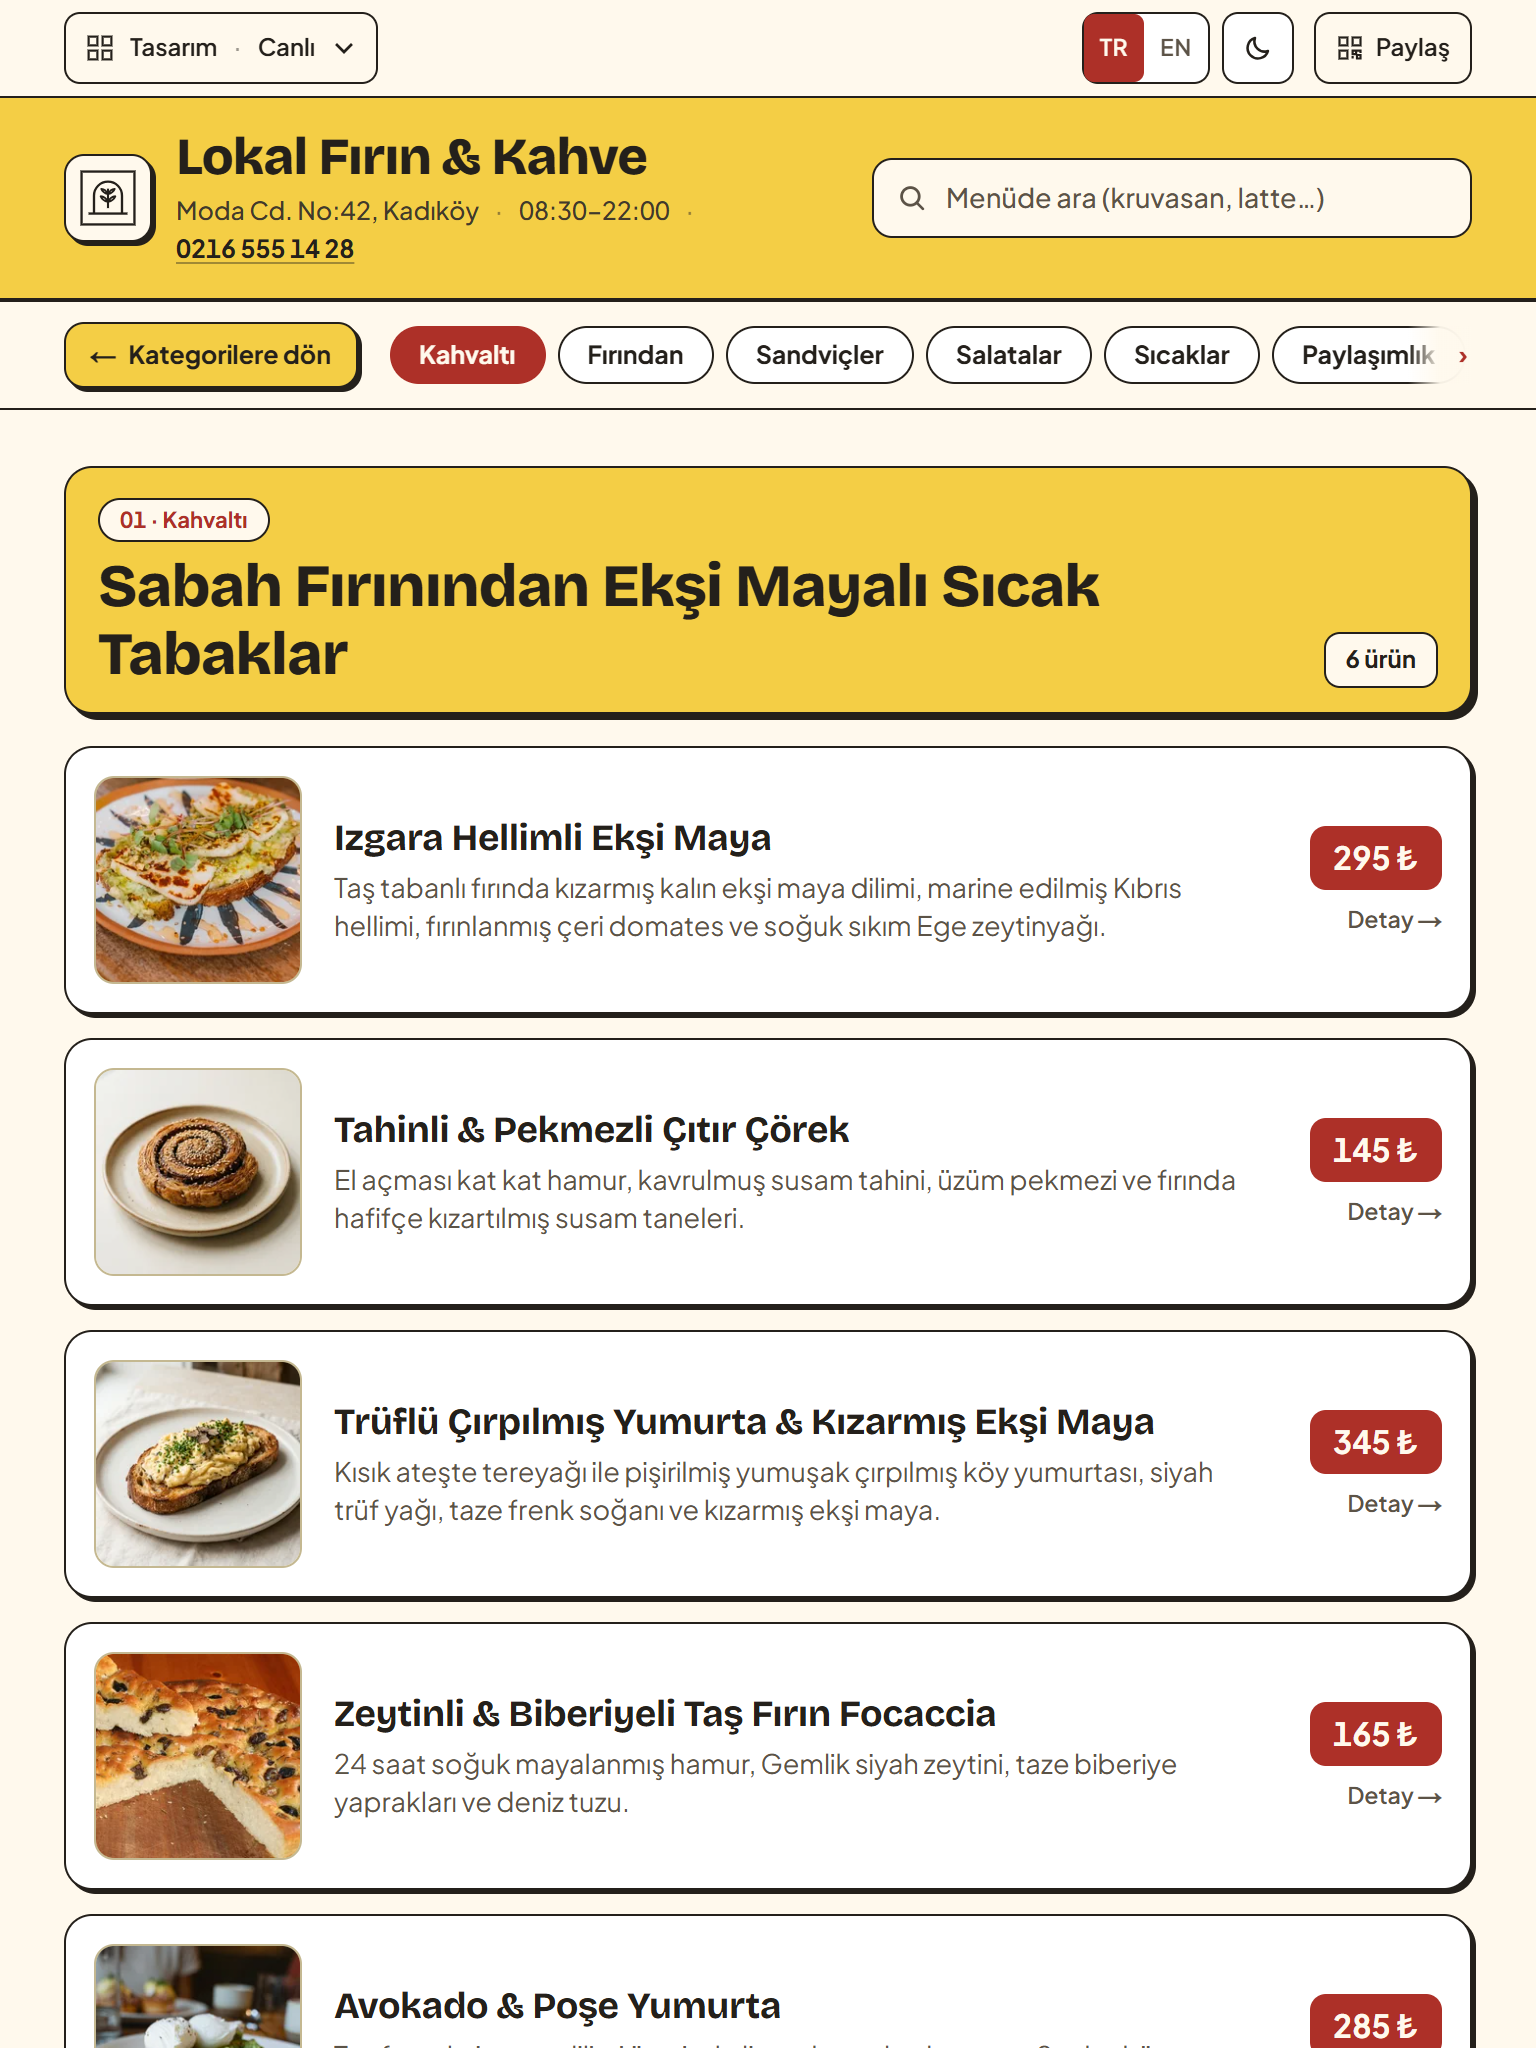 Tasarım · Canlı
TR EN
Paylaş
Lokal Fırın & Kahve
Moda Cd. No:42, Kadıköy · 08:30–22:00 ·
0216 555 14 28
Menüde ara (kruvasan, latte…)
← Kategorilere dön
Kahvaltı
Fırından
Sandviçler
Salatalar
Sıcaklar
Paylaşımlık
›
01 · Kahvaltı
Sabah Fırınından Ekşi Mayalı Sıcak
Tabaklar
6 ürün
Izgara Hellimli Ekşi Maya
Taş tabanlı fırında kızarmış kalın ekşi maya dilimi, marine edilmiş Kıbrıs
hellimi, fırınlanmış çeri domates ve soğuk sıkım Ege zeytinyağı.
295 ₺
Detay →
Tahinli & Pekmezli Çıtır Çörek
El açması kat kat hamur, kavrulmuş susam tahini, üzüm pekmezi ve fırında
hafifçe kızartılmış susam taneleri.
145 ₺
Detay →
Trüflü Çırpılmış Yumurta & Kızarmış Ekşi Maya
Kısık ateşte tereyağı ile pişirilmiş yumuşak çırpılmış köy yumurtası, siyah
trüf yağı, taze frenk soğanı ve kızarmış ekşi maya.
345 ₺
Detay →
Zeytinli & Biberiyeli Taş Fırın Focaccia
24 saat soğuk mayalanmış hamur, Gemlik siyah zeytini, taze biberiye
yaprakları ve deniz tuzu.
165 ₺
Detay →
Avokado & Poşe Yumurta
285 ₺